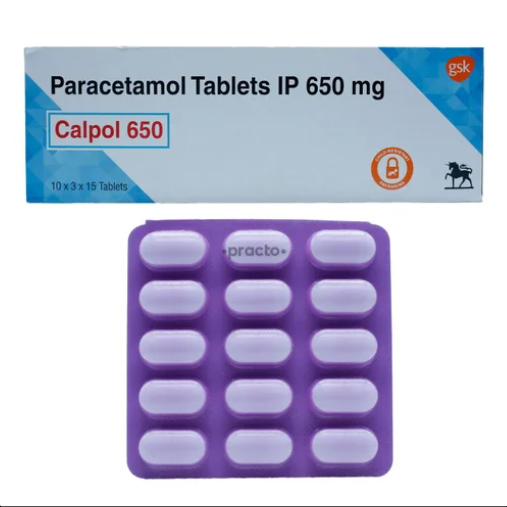 Paracetamol Tablets IP 650 mg
gsk
Calpol 650
10 x 3 x 15 Tablets
•practo•